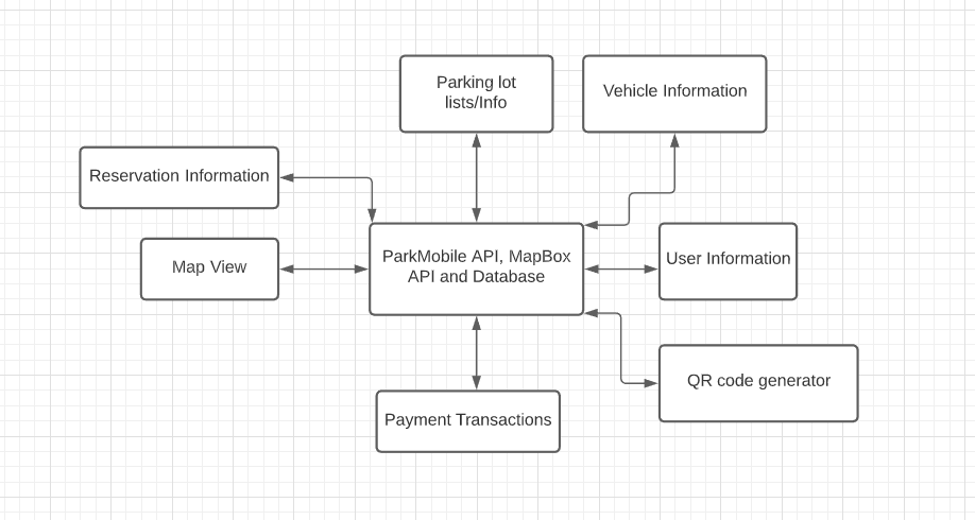 Parking lot
lists/Info
Vehicle Information
Reservation Information
ParkMobile API, MapBox
API and Database
User Information
Map View
QR code generator
Payment Transactions